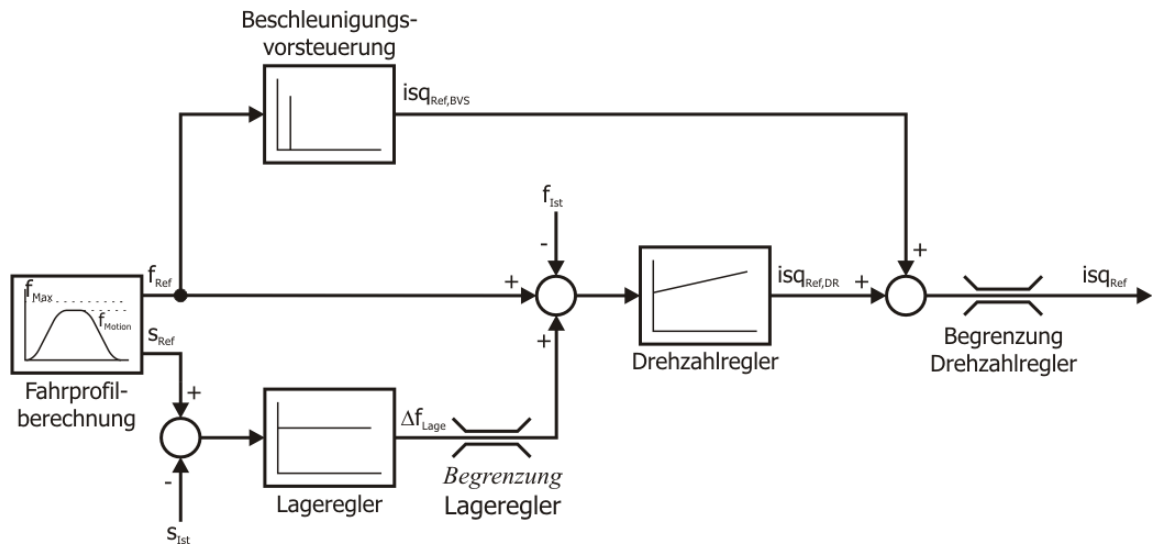 Beschleunigungs-
vorsteuerung
isqRef,BVS
fIst
-
+
fRef
+
isqRef,DR
+
isqRef
fMax
fMotion
sRef
+
Begrenzung
Drehzahlregler
Drehzahlregler
Fahrprofil-
berechnung
+
ΔfLage
-
Begrenzung
Lageregler
Lageregler
sIst